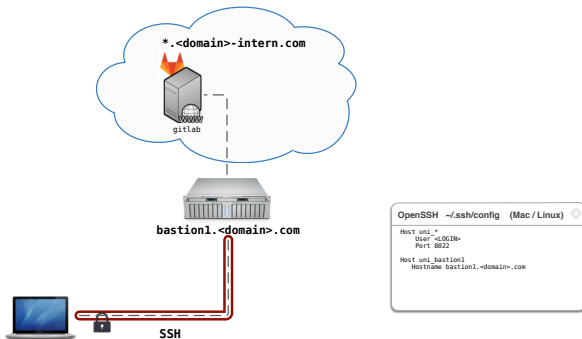 *.<domain>-intern.com
WWW
gitlab
bastion1.<domain>.com
SSH
OpenSSH ~/.ssh/config (Mac / Linux)
Host uni_*
User <LOGIN>
Port 8022
Host uni_bastion1
Hostname bastion1.<domain>.com